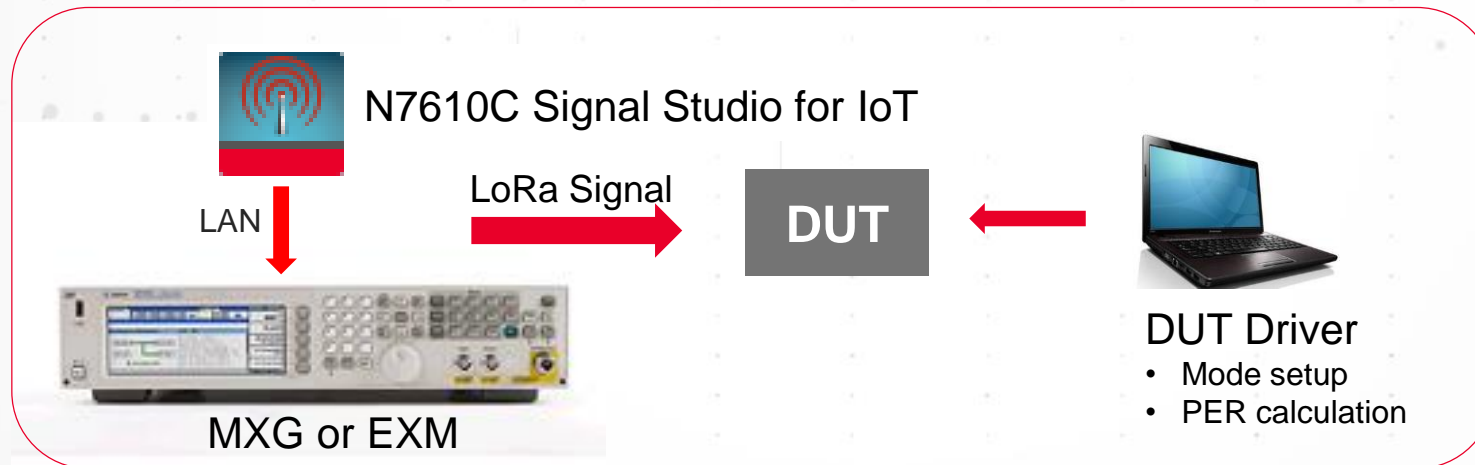 N7610C Signal Studio for IoT
LAN
LoRa Signal
DUT
MXG or EXM
DUT Driver
• Mode setup
• PER calculation